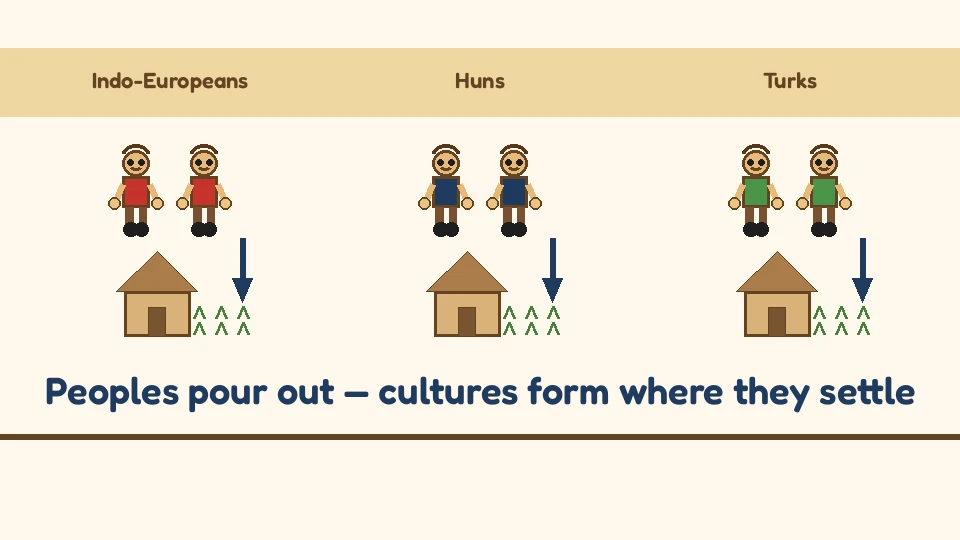 Indo-Europeans Huns Turks
Peoples pour out — cultures form where they settle